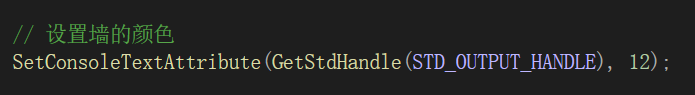 // 设置墙的颜色
SetConsoleTextAttribute(GetStdHandle(STD_OUTPUT_HANDLE), 12);